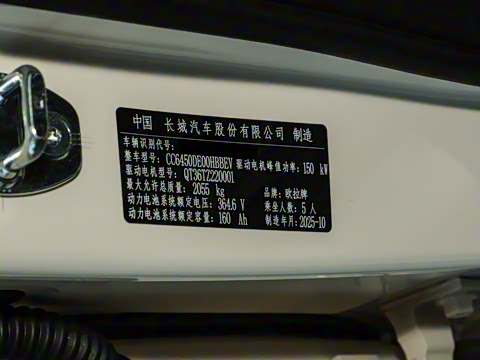 中国 长城汽车股份有限公司 制造
车辆识别代号:
整车型号: CC6450DE00HBBEV 驱动电机峰值功率: 150 kW
驱动电机型号: QT36TZ220001
最大允许总质量: 2055 kg 品牌: 欧拉牌
动力电池系统额定电压: 364.6 V 乘坐人数: 5 人
动力电池系统额定容量: 160 Ah 制造年月: 2025-10